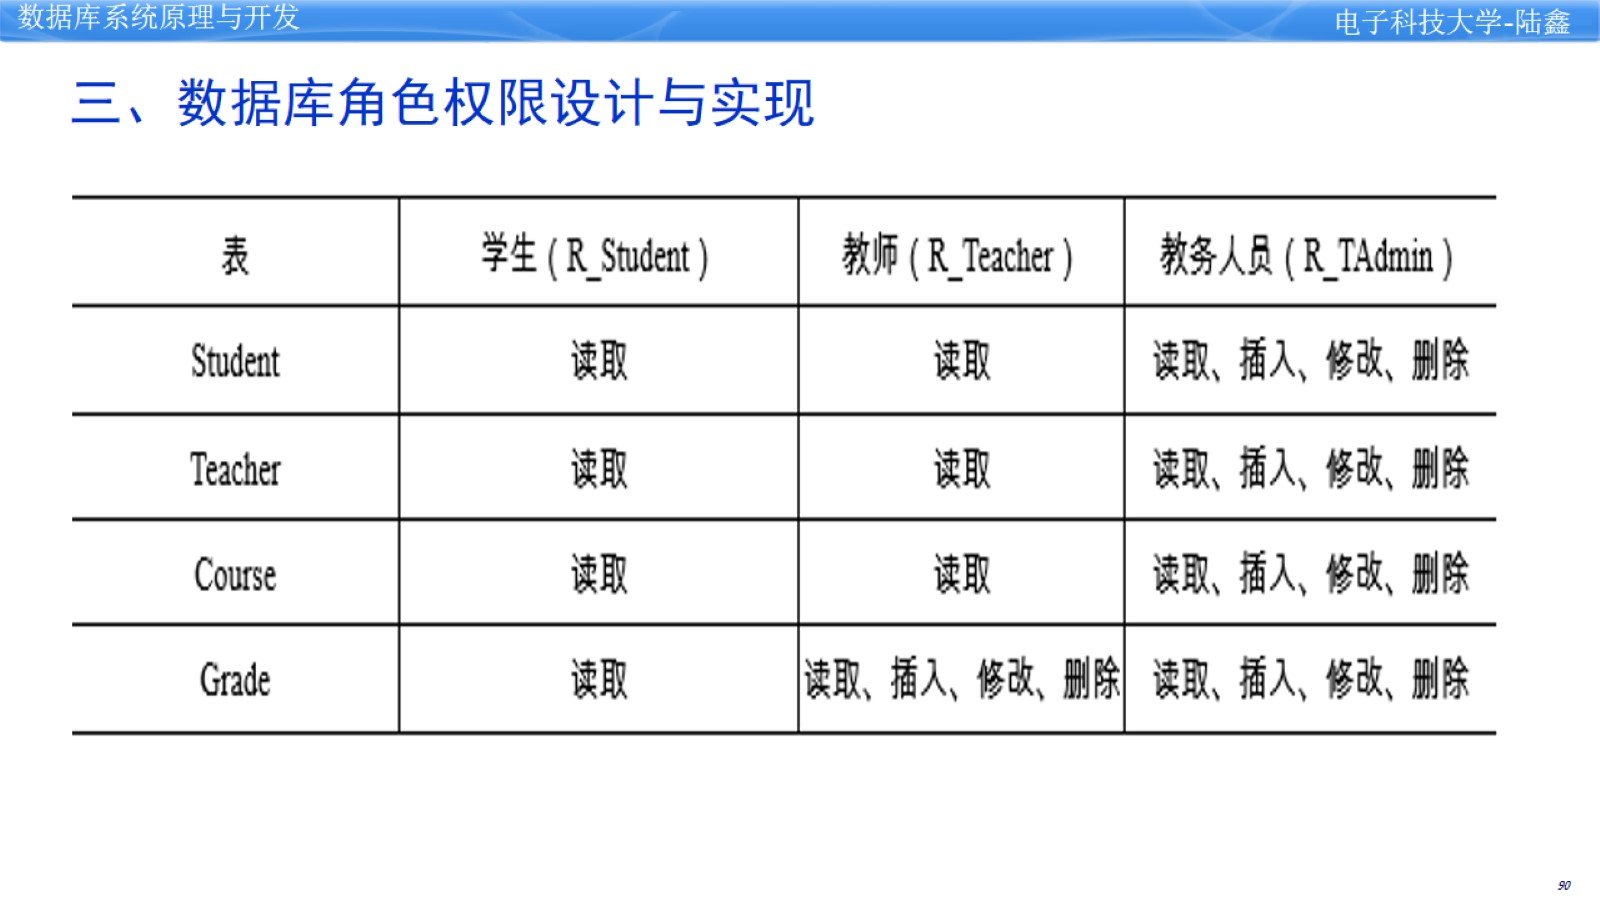 数据库系统原理与开发
电子科技大学-陆鑫
三、数据库角色权限设计与实现
表 学生（R_Student） 教师（R_Teacher） 教务人员（R_TAdmin）
Student 读取 读取 读取、插入、修改、删除
Teacher 读取 读取 读取、插入、修改、删除
Course 读取 读取 读取、插入、修改、删除
Grade 读取 读取、插入、修改、删除 读取、插入、修改、删除
90